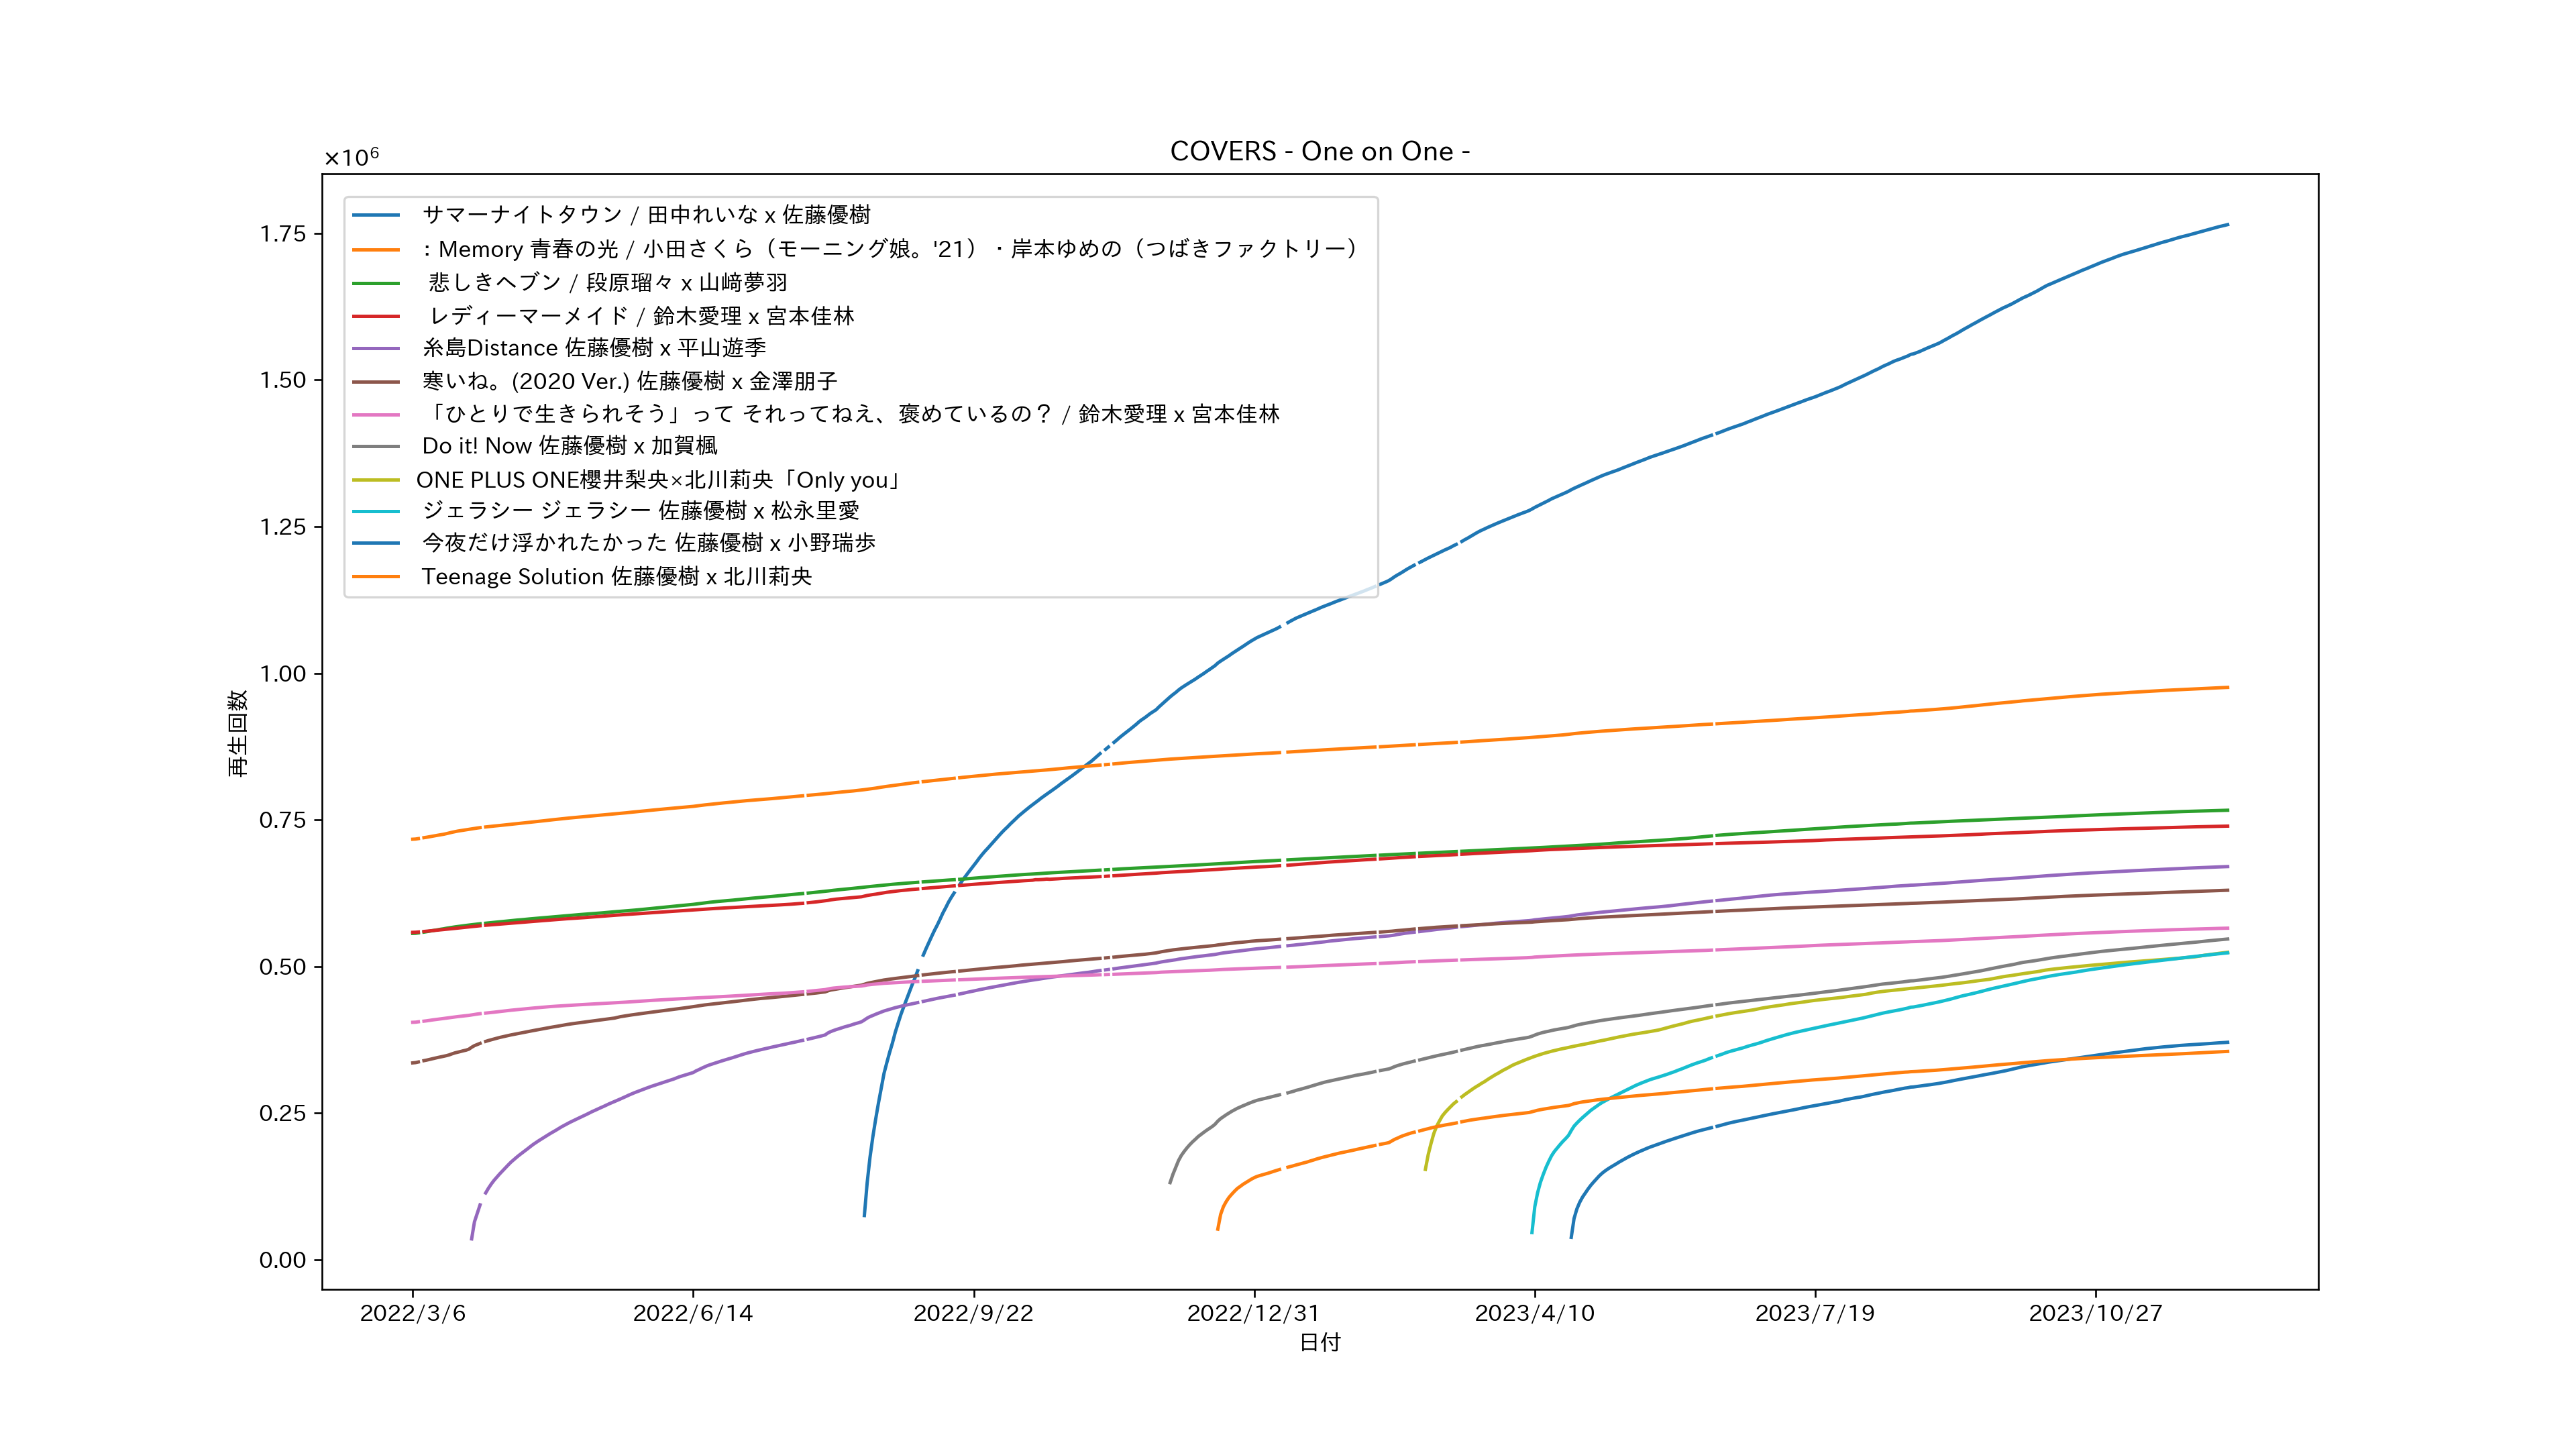 COVERS - One on One -
×10⁶
サマーナイトタウン / 田中れいな x 佐藤優樹
: Memory 青春の光 / 小田さくら（モーニング娘。'21）・岸本ゆめの（つばきファクトリー）
悲しきヘブン / 段原瑠々 x 山﨑夢羽
レディーマーメイド / 鈴木愛理 x 宮本佳林
糸島Distance 佐藤優樹 x 平山遊季
寒いね。(2020 Ver.) 佐藤優樹 x 金澤朋子
「ひとりで生きられそう」って それってねえ、褒めているの？ / 鈴木愛理 x 宮本佳林
Do it! Now 佐藤優樹 x 加賀楓
ONE PLUS ONE櫻井梨央×北川莉央「Only you」
ジェラシー ジェラシー 佐藤優樹 x 松永里愛
今夜だけ浮かれたかった 佐藤優樹 x 小野瑞歩
Teenage Solution 佐藤優樹 x 北川莉央
1.75
1.50
1.25
1.00
0.75
0.50
0.25
0.00
再生回数
2022/3/6
2022/6/14
2022/9/22
2022/12/31
2023/4/10
2023/7/19
2023/10/27
日付